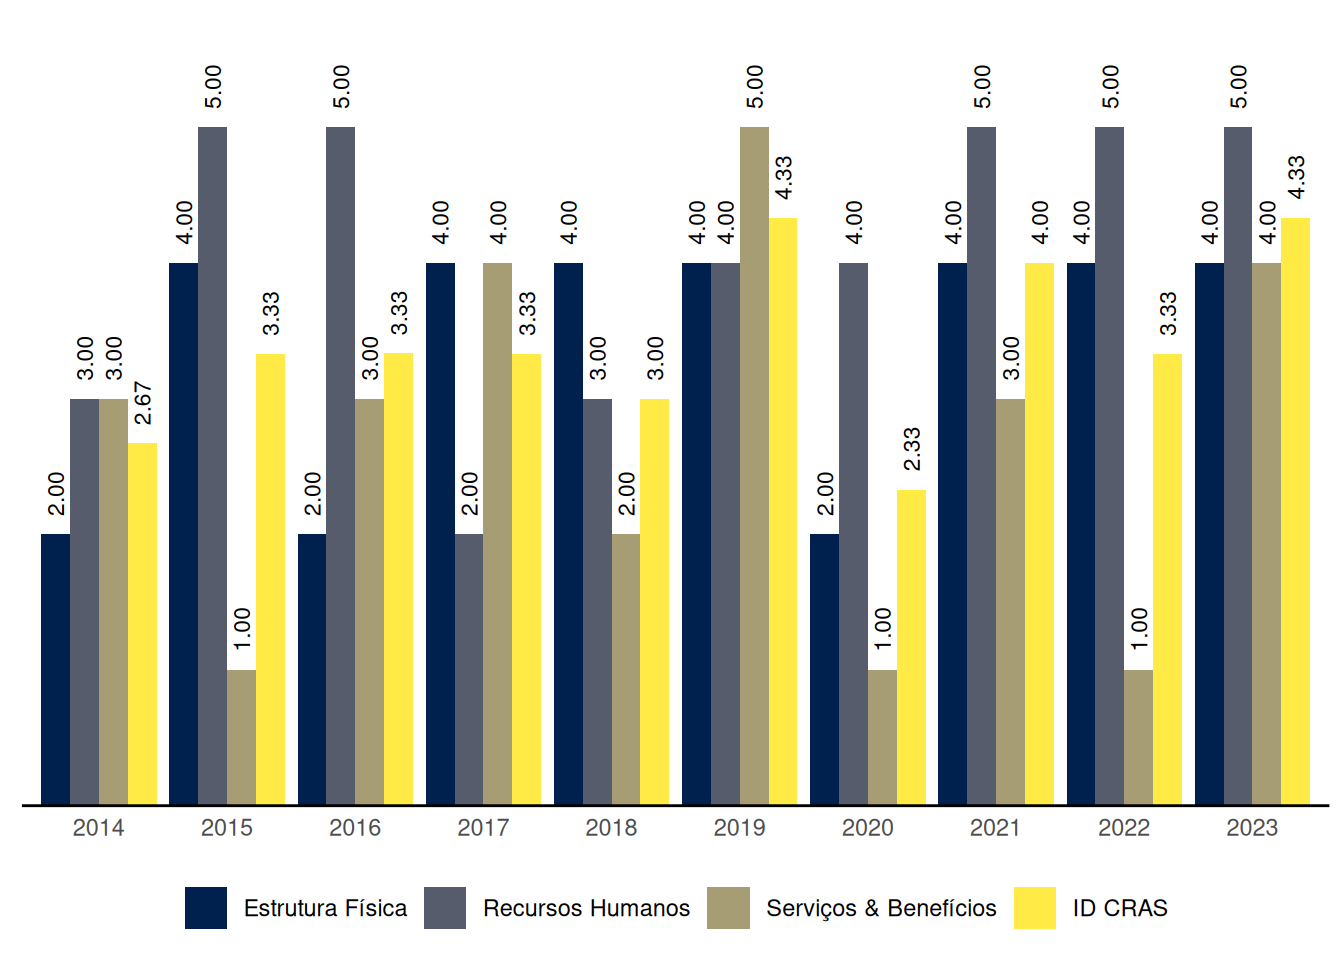 2.00 3.00 3.00 2.67
4.00 5.00 1.00 3.33
2.00 5.00 3.00 3.33
4.00 2.00 4.00 3.33
4.00 3.00 2.00 3.00
4.00 4.00 5.00 4.33
2.00 4.00 1.00 2.33
4.00 5.00 3.00 4.00
4.00 5.00 1.00 3.33
4.00 5.00 4.00 4.33
2014 2015 2016 2017 2018 2019 2020 2021 2022 2023
Estrutura Física Recursos Humanos Serviços & Benefícios ID CRAS